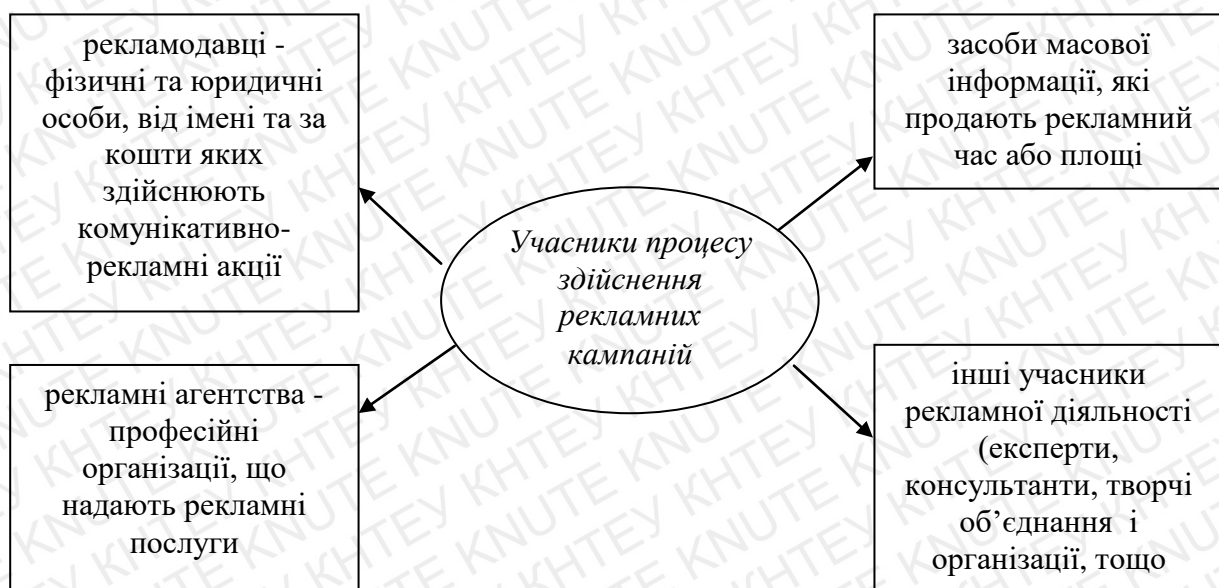 рекламодавці -
фізичні та юридичні
особи, від імені та за
кошти яких
здійснюють
комунікативно-
рекламні акції
засоби масової
інформації, які
продають рекламний
час або площі
Учасники процесу
здійснення
рекламних
кампаній
рекламні агентства -
професійні
організації, що
надають рекламні
послуги
інші учасники
рекламної діяльності
(експерти,
консультанти, творчі
об’єднання і
організації, тощо